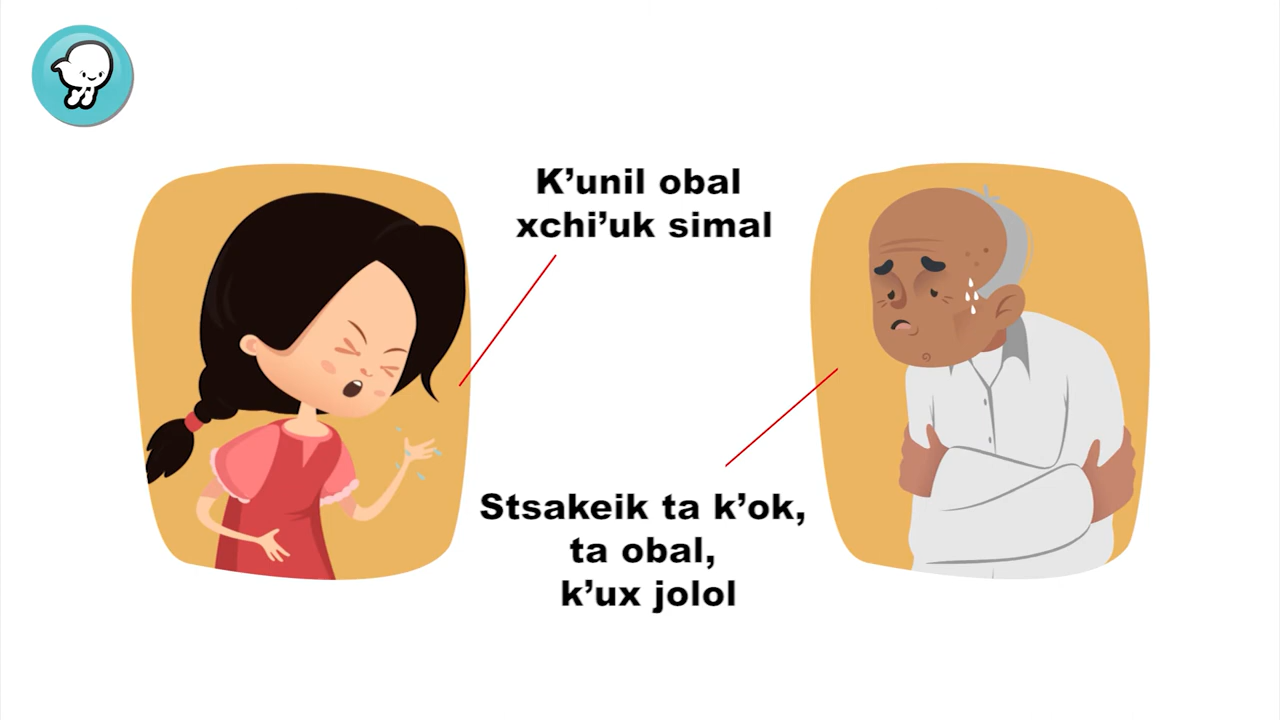 K’unil obal
xchi’uk simal
Stsakeik ta k’ok,
ta obal,
k’ux jolol